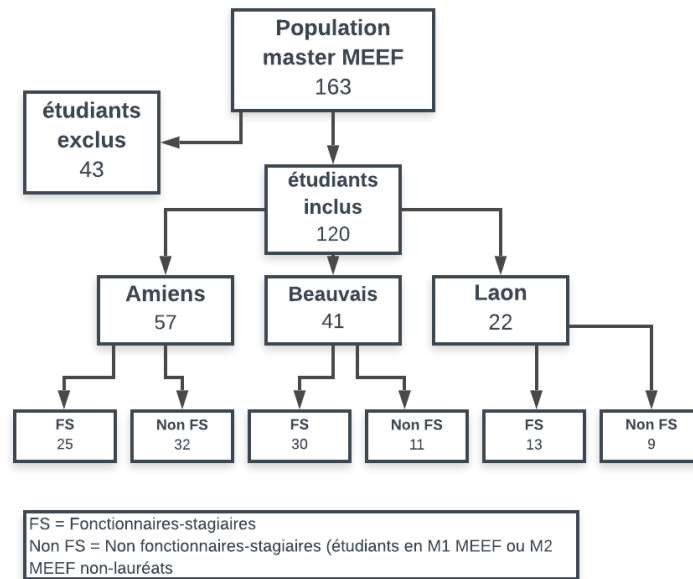 Population
master MEEF
163
étudiants
exclus
43
étudiants
inclus
120
Amiens
57
Beauvais
41
Laon
22
FS
25
Non FS
32
FS
30
Non FS
11
FS
13
Non FS
9
FS = Fonctionnaires-stagiaires
Non FS = Non fonctionnaires-stagiaires (étudiants en M1 MEEF ou M2
MEEF non-lauréats